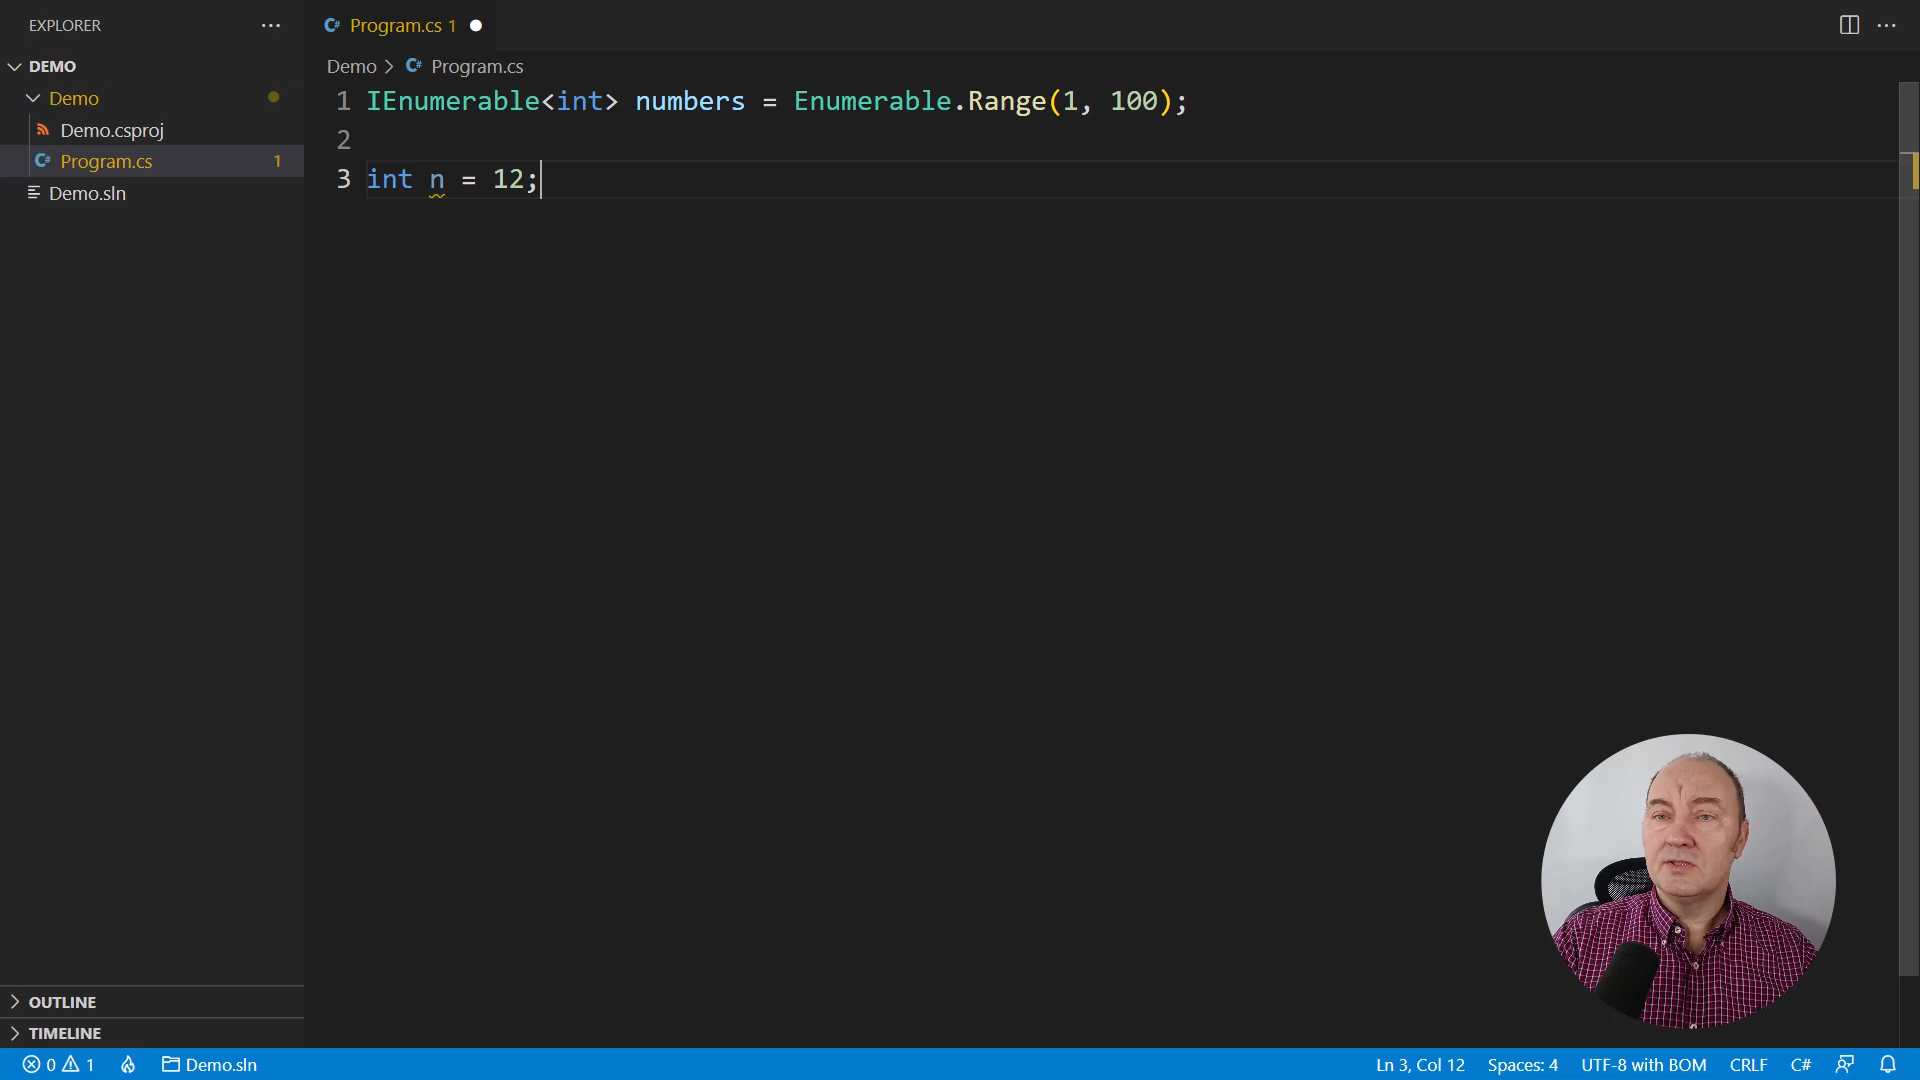 EXPLORER
DEMO
Demo
Demo.csproj
Program.cs 1
Demo.sln
OUTLINE
TIMELINE
C# Program.cs 1
Demo > C# Program.cs
1 IEnumerable<int> numbers = Enumerable.Range(1, 100);
2
3 int n = 12;
0 1 Demo.sln Ln 3, Col 12 Spaces: 4 UTF-8 with BOM CRLF C#